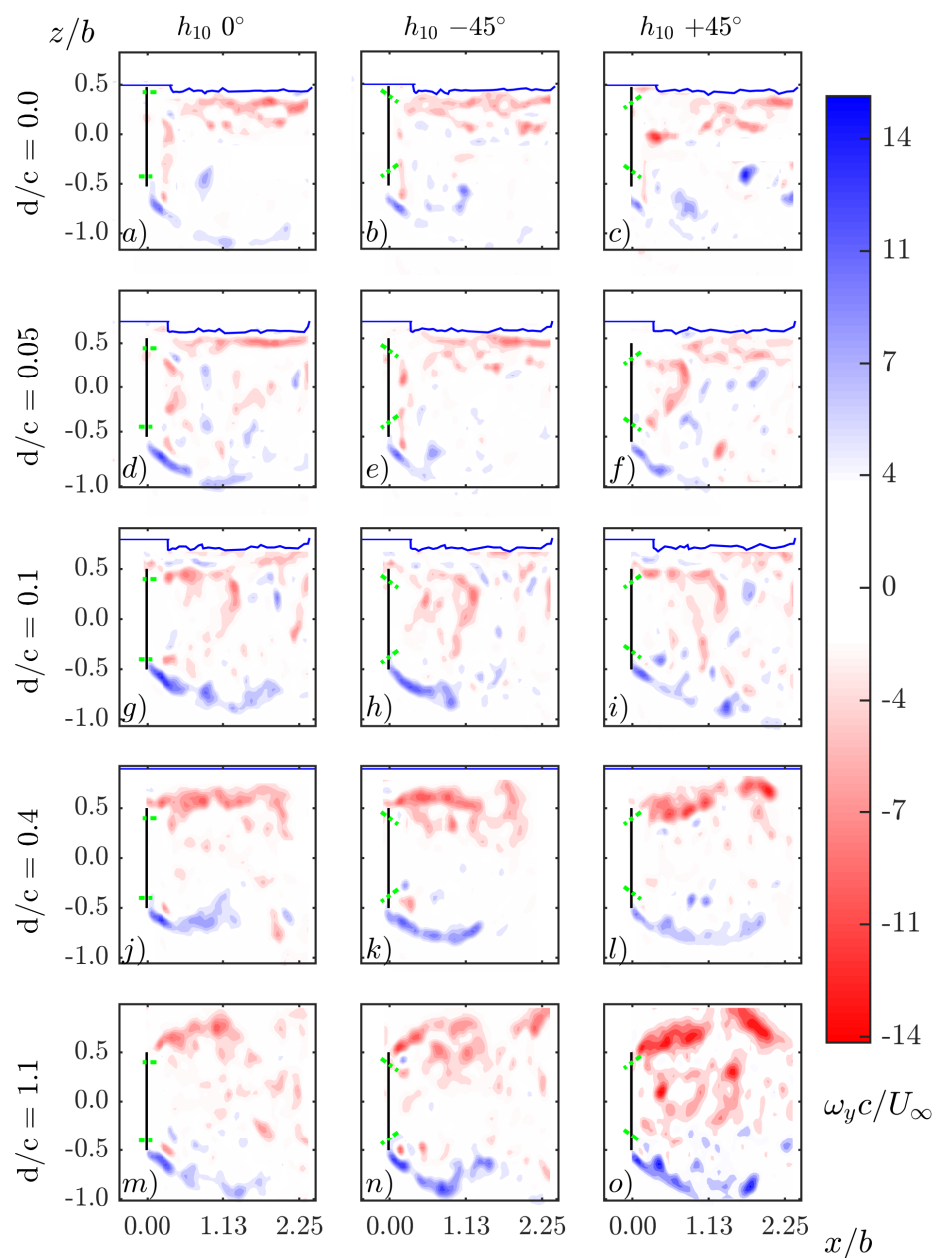 z/b h₁₀ 0° h₁₀ −45° h₁₀ +45°
d/c = 0.0
0.5
0.0
-0.5
-1.0
a) b) c)
d/c = 0.05
0.5
0.0
-0.5
-1.0
d) e) f)
d/c = 0.1
0.5
0.0
-0.5
-1.0
g) h) i)
d/c = 0.4
0.5
0.0
-0.5
-1.0
j) k) l)
d/c = 1.1
0.5
0.0
-0.5
-1.0
m) n) o)
0.00 1.13 2.25 0.00 1.13 2.25 0.00 1.13 2.25
x/b
14
11
7
4
0
-4
-7
-11
-14
ω_y c/U_∞